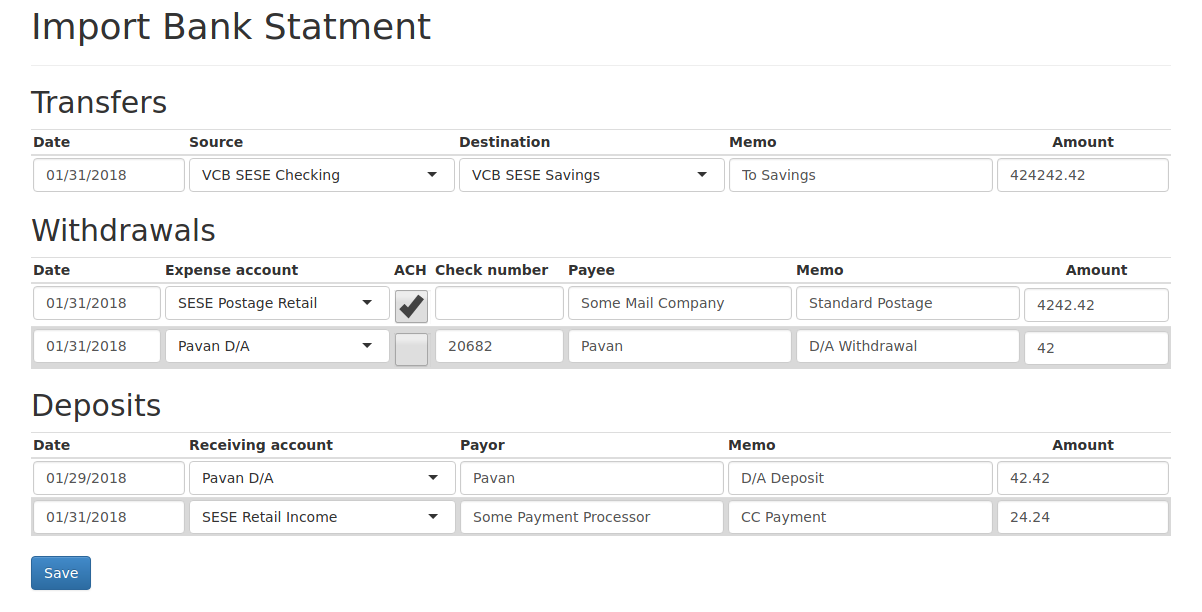 Import Bank Statment
Transfers
Date Source Destination Memo Amount
01/31/2018 VCB SESE Checking VCB SESE Savings To Savings 424242.42
Withdrawals
Date Expense account ACH Check number Payee Memo Amount
01/31/2018 SESE Postage Retail Some Mail Company Standard Postage 4242.42
01/31/2018 Pavan D/A 20682 Pavan D/A Withdrawal 42
Deposits
Date Receiving account Payor Memo Amount
01/29/2018 Pavan D/A Pavan D/A Deposit 42.42
01/31/2018 SESE Retail Income Some Payment Processor CC Payment 24.24
Save